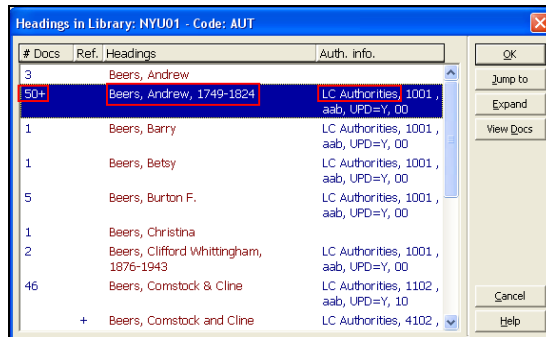 Headings in Library: NYU01 - Code: AUT
# Docs Ref. Headings Auth. info.
3 Beers, Andrew
50+ Beers, Andrew, 1749-1824 LC Authorities, 1001 ,
aab, UPD=Y, 00
1 Beers, Barry LC Authorities, 1001 ,
aab, UPD=Y, 00
1 Beers, Betsy LC Authorities, 1001 ,
aab, UPD=Y, 00
5 Beers, Burton F. LC Authorities, 1001 ,
aab, UPD=Y, 00
1 Beers, Christina
2 Beers, Clifford Whittingham, LC Authorities, 1001 ,
1876-1943 aab, UPD=Y, 00
46 Beers, Comstock & Cline LC Authorities, 1102 ,
aab, UPD=Y, 10
+ Beers, Comstock and Cline LC Authorities, 4102 ,
OK
Jump to
Expand
View Docs
Cancel
Help